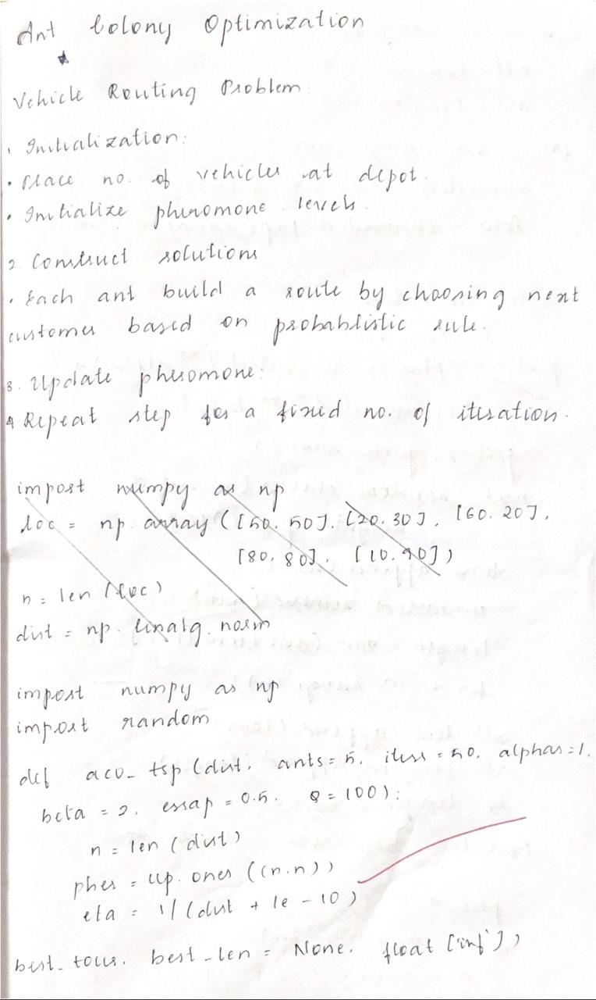 Ant Colony Optimization
Vehicle Routing Problem
1 Initialization:
• Place no. of vehicles at depot.
• Initialize pheromone levels.
2. Construct solutions
• Each ant build a route by choosing next
customer based on probablistic rule.
3. Update pheromone:
4 Repeat step for a fixed no. of iteration.
import numpy as np
loc = np. array ([50, 50], [20, 30], [60. 20],
[80, 80], [10, 90])
n = len (loc)
dist = np. linalg. norm
import numpy as np
import random
def aco_tsp (dist, ants = 5, iters = 50, alphas = 1,
beta = 2, essap = 0.5, Q = 100):
n = len (dist)
pher = np. ones ((n.n))
eta = 1/(dist + 1e - 10)
best_tour, best_len = None, float ['inf'])